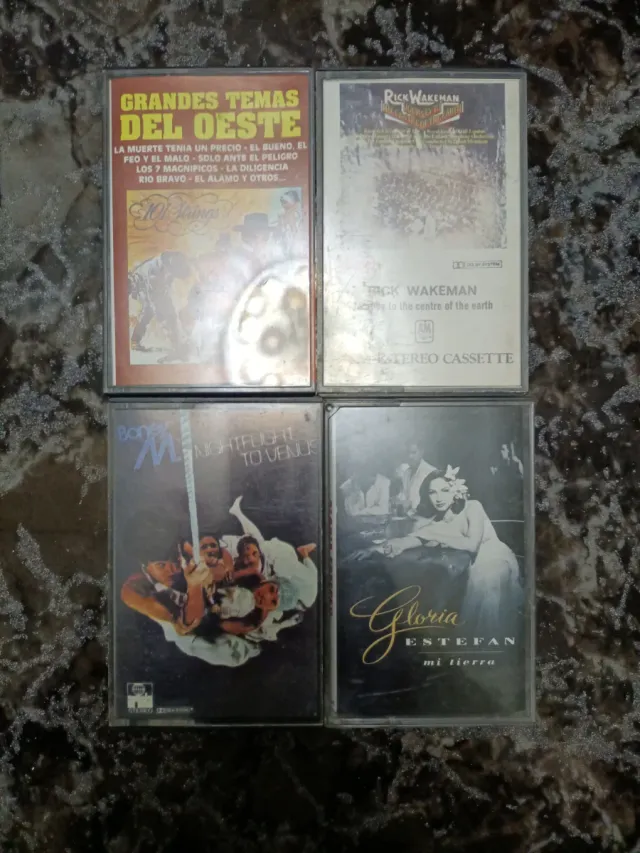 GRANDES TEMAS
DEL OESTE
LA MUERTE TENIA UN PRECIO - EL BUENO, EL
FEO Y EL MALO - SOLO ANTE EL PELIGRO
LOS 7 MAGNIFICOS - LA DILIGENCIA
RIO BRAVO - EL ALAMO Y OTROS...
101 Strings
RICK WAKEMAN
RICK WAKEMAN
to the centre of the earth
STEREO CASSETTE
Boney
M.
NIGHTFLIGHT
TO VENUS
Gloria
ESTEFAN
mi tierra